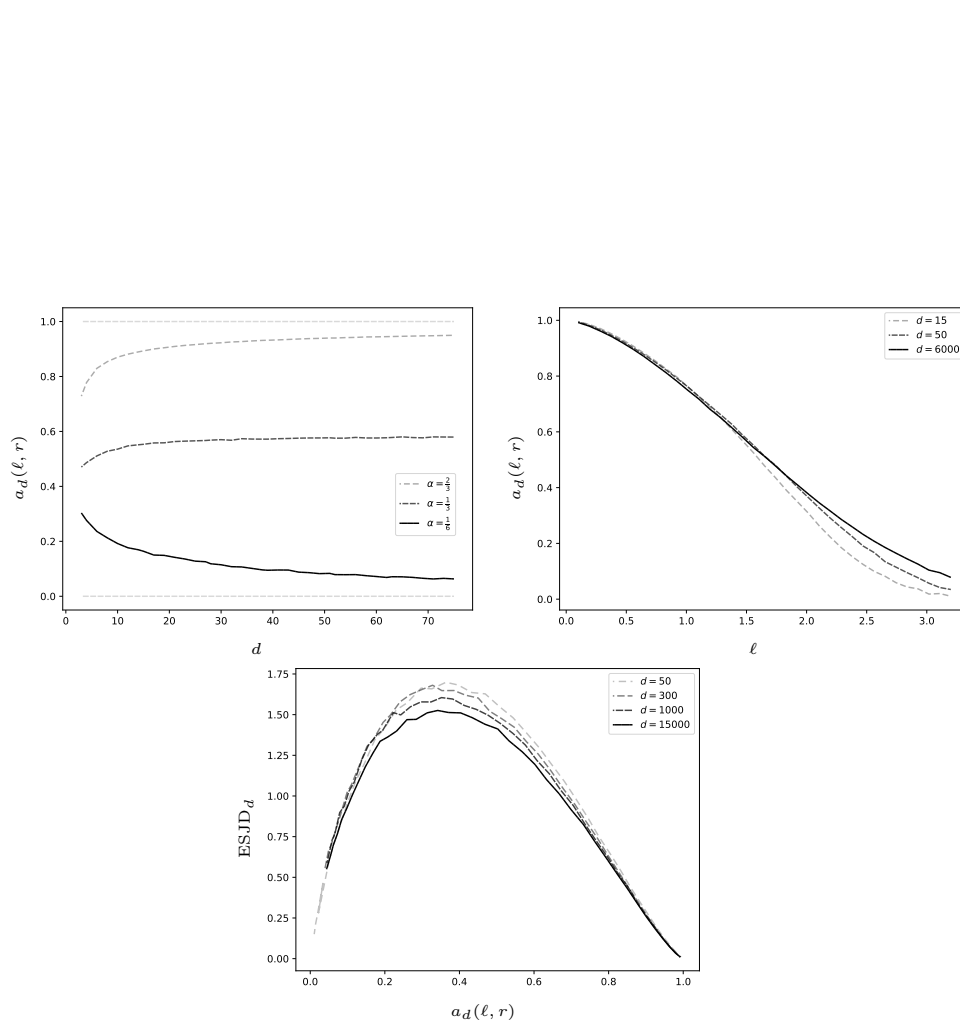 1.0
0.8
0.6
0.4
0.2
0.0
a_d(ℓ, r)
α = 2/3
α = 1/3
α = 1/6
0 10 20 30 40 50 60 70
d
1.0
0.8
0.6
0.4
0.2
0.0
a_d(ℓ, r)
d = 15
d = 50
d = 6000
0.0 0.5 1.0 1.5 2.0 2.5 3.0
ℓ
1.75
1.50
1.25
1.00
0.75
0.50
0.25
0.00
ESJD_d
d = 50
d = 300
d = 1000
d = 15000
0.0 0.2 0.4 0.6 0.8 1.0
a_d(ℓ, r)